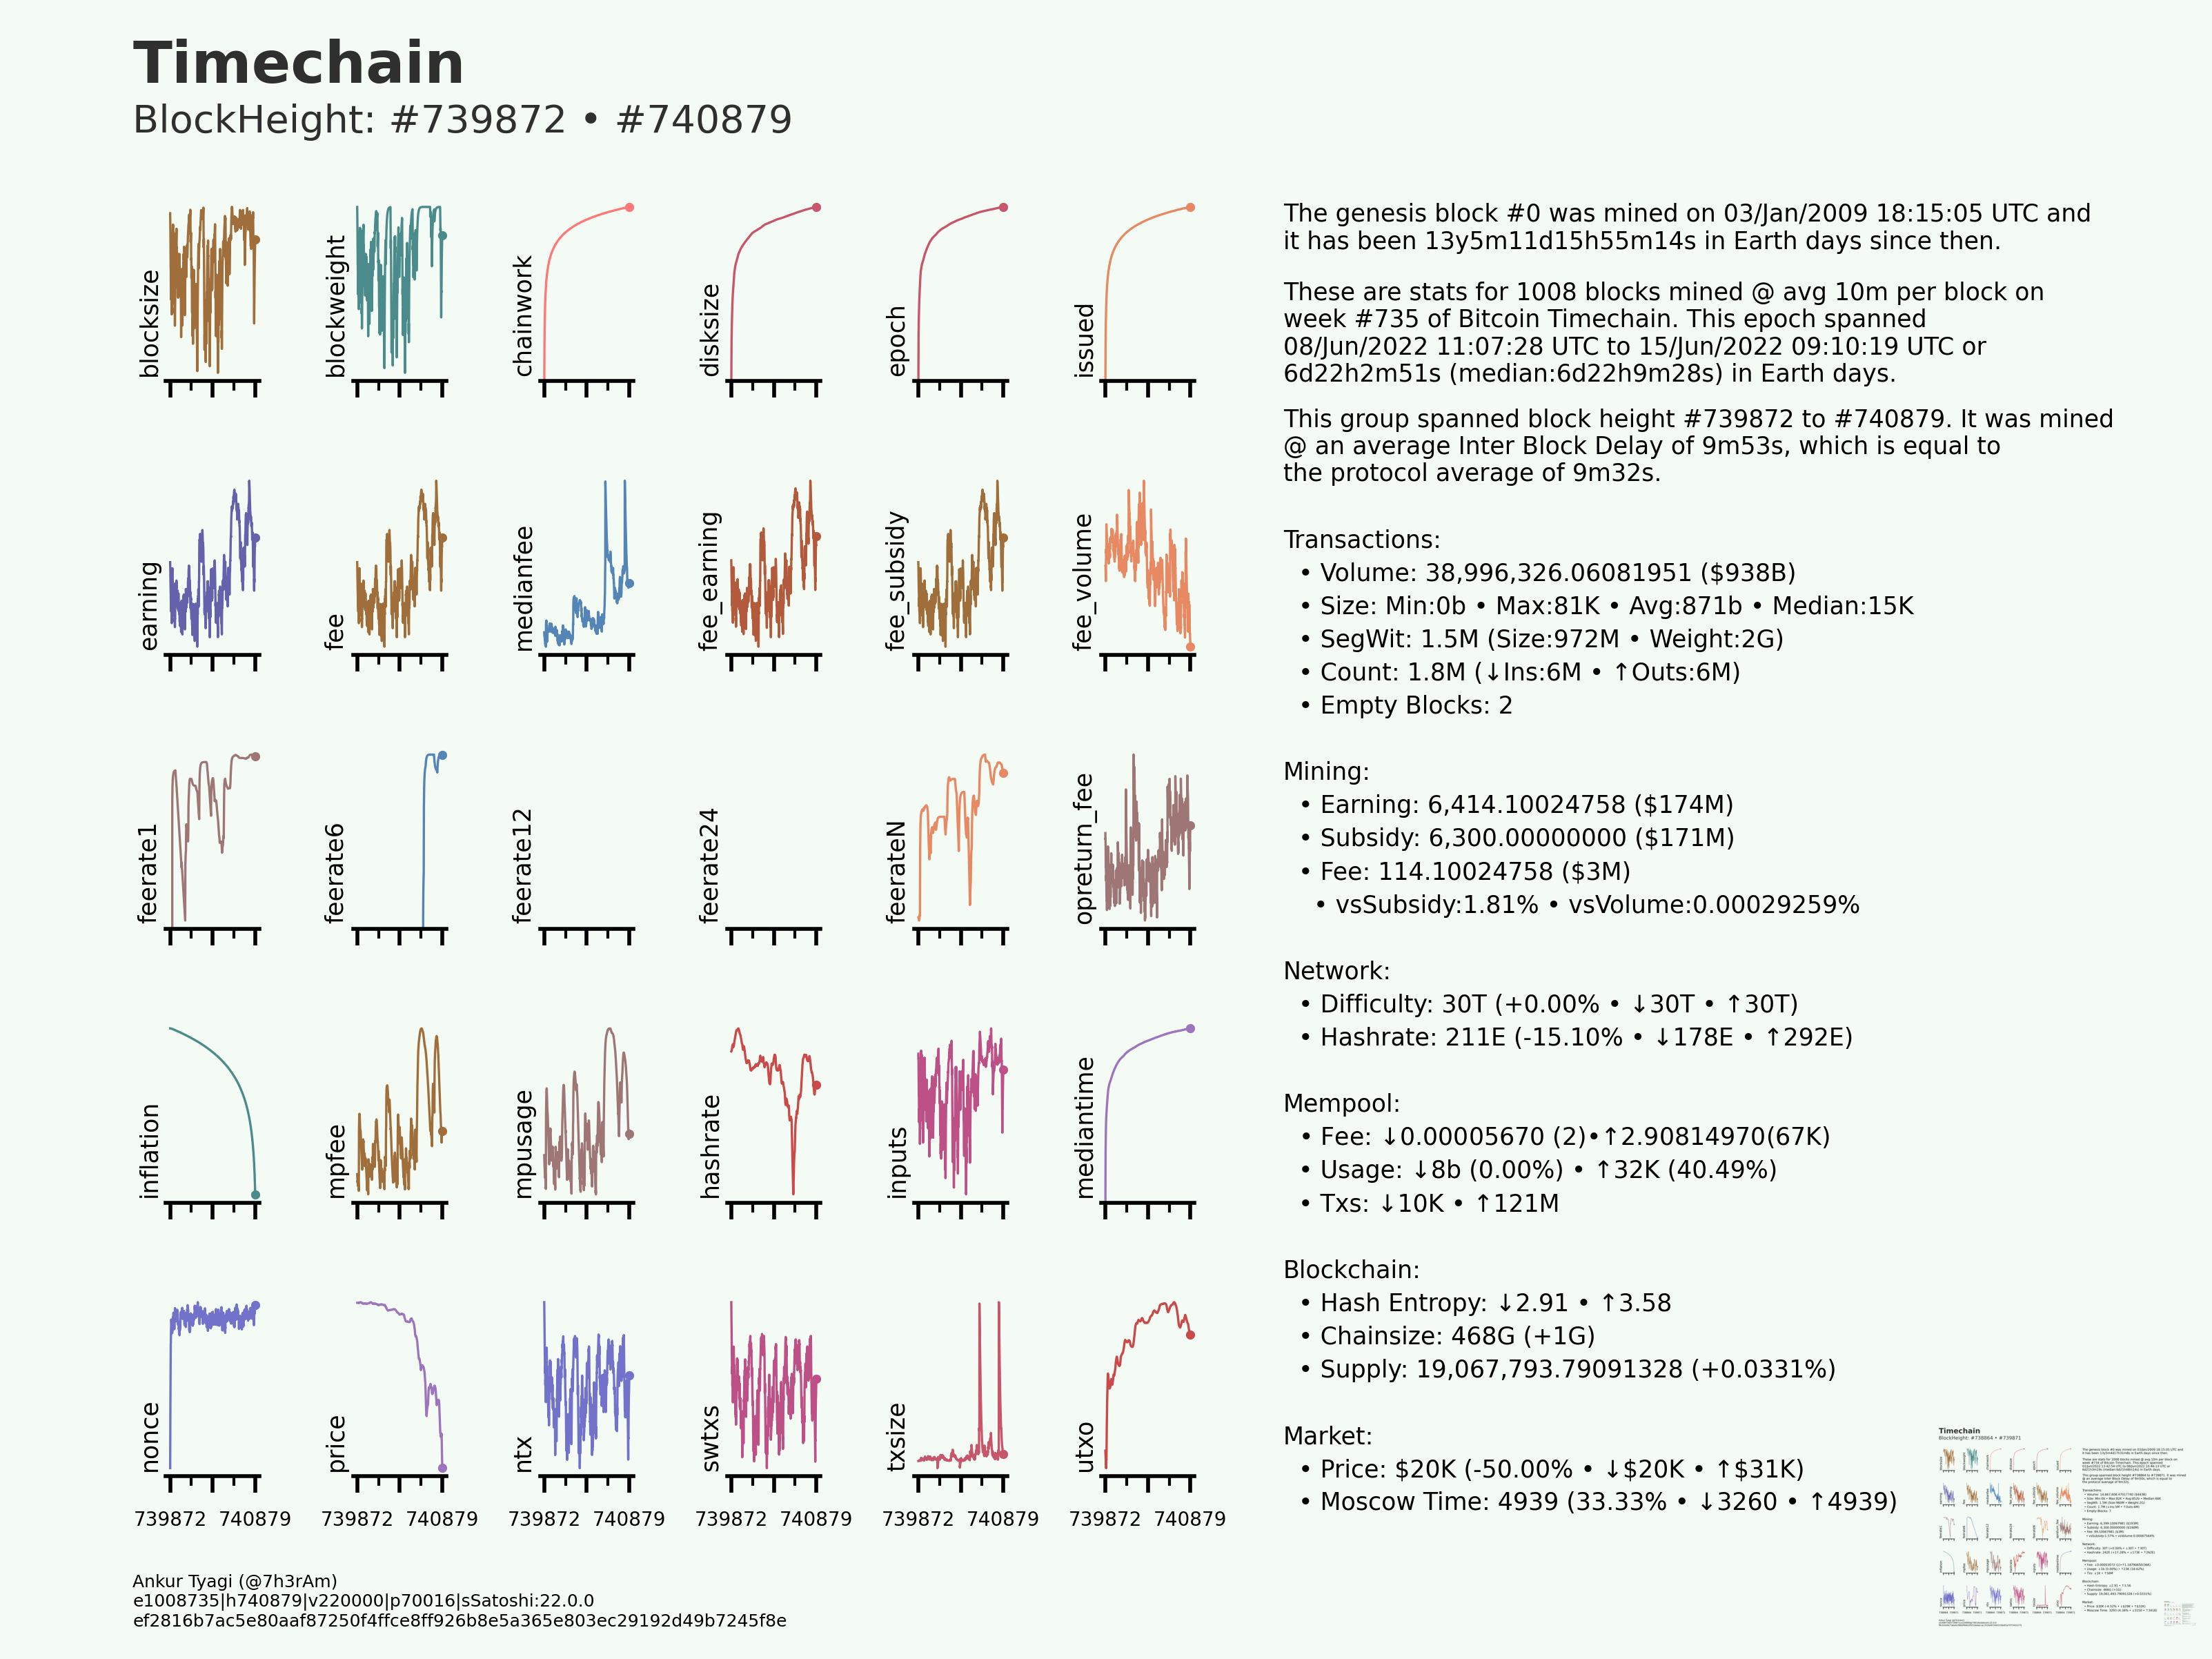 Timechain
BlockHeight: #739872 • #740879
blocksize
blockweight
chainwork
disksize
epoch
issued
earning
fee
medianfee
fee_earning
fee_subsidy
fee_volume
feerate1
feerate6
feerate12
feerate24
feerateN
opreturn_fee
inflation
mpfee
mpusage
hashrate
inputs
mediantime
nonce
price
ntx
swtxs
txsize
utxo
739872 740879
739872 740879
739872 740879
739872 740879
739872 740879
739872 740879
The genesis block #0 was mined on 03/Jan/2009 18:15:05 UTC and
it has been 13y5m11d15h55m14s in Earth days since then.
These are stats for 1008 blocks mined @ avg 10m per block on
week #735 of Bitcoin Timechain. This epoch spanned
08/Jun/2022 11:07:28 UTC to 15/Jun/2022 09:10:19 UTC or
6d22h2m51s (median:6d22h9m28s) in Earth days.
This group spanned block height #739872 to #740879. It was mined
@ an average Inter Block Delay of 9m53s, which is equal to
the protocol average of 9m32s.
Transactions:
• Volume: 38,996,326.06081951 ($938B)
• Size: Min:0b • Max:81K • Avg:871b • Median:15K
• SegWit: 1.5M (Size:972M • Weight:2G)
• Count: 1.8M (↓Ins:6M • ↑Outs:6M)
• Empty Blocks: 2
Mining:
• Earning: 6,414.10024758 ($174M)
• Subsidy: 6,300.00000000 ($171M)
• Fee: 114.10024758 ($3M)
• vsSubsidy:1.81% • vsVolume:0.00029259%
Network:
• Difficulty: 30T (+0.00% • ↓30T • ↑30T)
• Hashrate: 211E (-15.10% • ↓178E • ↑292E)
Mempool:
• Fee: ↓0.00005670 (2)•↑2.90814970(67K)
• Usage: ↓8b (0.00%) • ↑32K (40.49%)
• Txs: ↓10K • ↑121M
Blockchain:
• Hash Entropy: ↓2.91 • ↑3.58
• Chainsize: 468G (+1G)
• Supply: 19,067,793.79091328 (+0.0331%)
Market:
• Price: $20K (-50.00% • ↓$20K • ↑$31K)
• Moscow Time: 4939 (33.33% • ↓3260 • ↑4939)
Ankur Tyagi (@7h3rAm)
e1008735|h740879|v220000|p70016|sSatoshi:22.0.0
ef2816b7ac5e80aaf87250f4ffce8ff926b8e5a365e803ec29192d49b7245f8e
Timechain
BlockHeight: #738864 • #739871